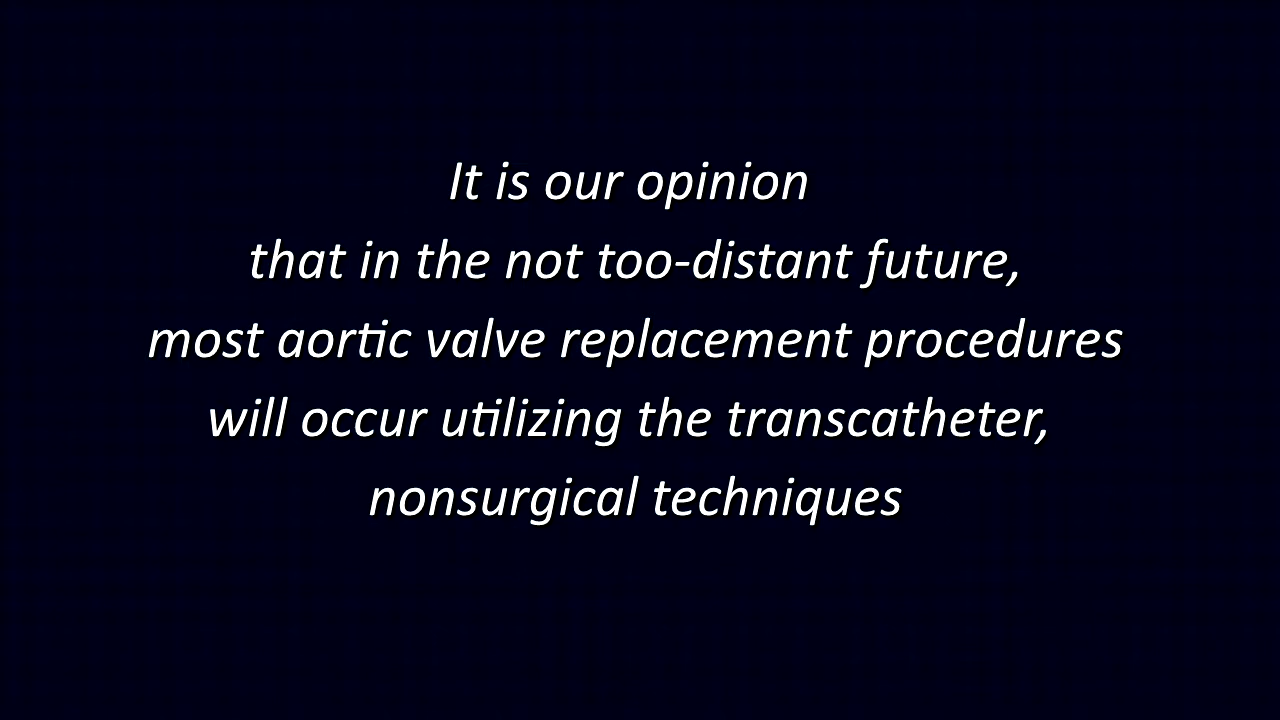 It is our opinion
that in the not too-distant future,
most aortic valve replacement procedures
will occur utilizing the transcatheter,
nonsurgical techniques